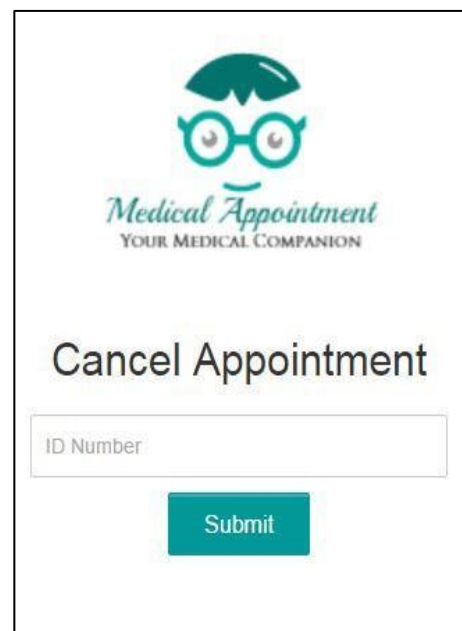 Medical Appointment
YOUR MEDICAL COMPANION
Cancel Appointment
ID Number
Submit